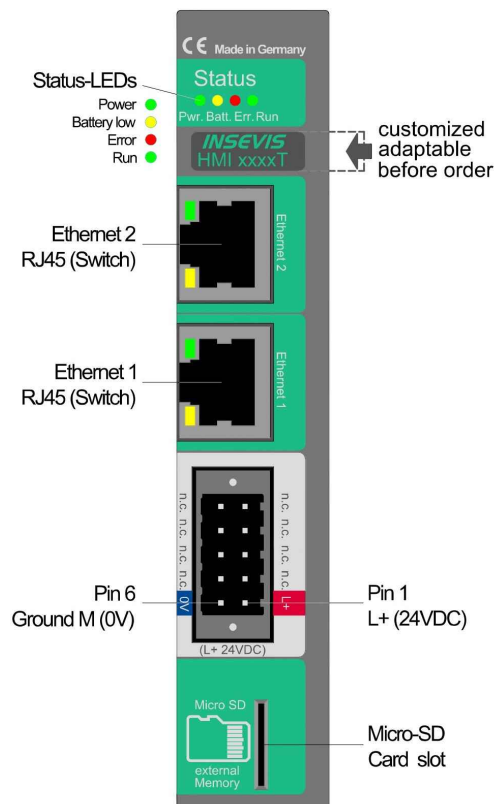 CE Made in Germany
Status-LEDs
Status
Power
Battery low
Error
Run
Pwr. Batt. Err. Run
INSEVIS
HMI xxxxT
customized
adaptable
before order
Ethernet 2
RJ45 (Switch)
Ethernet 2
Ethernet 1
RJ45 (Switch)
Ethernet 1
n.c. n.c. n.c. n.c. 0V
n.c. n.c. n.c. n.c. L+
Pin 6
Ground M (0V)
Pin 1
L+ (24VDC)
(L+ 24VDC)
Micro SD
external
Memory
Micro-SD
Card slot